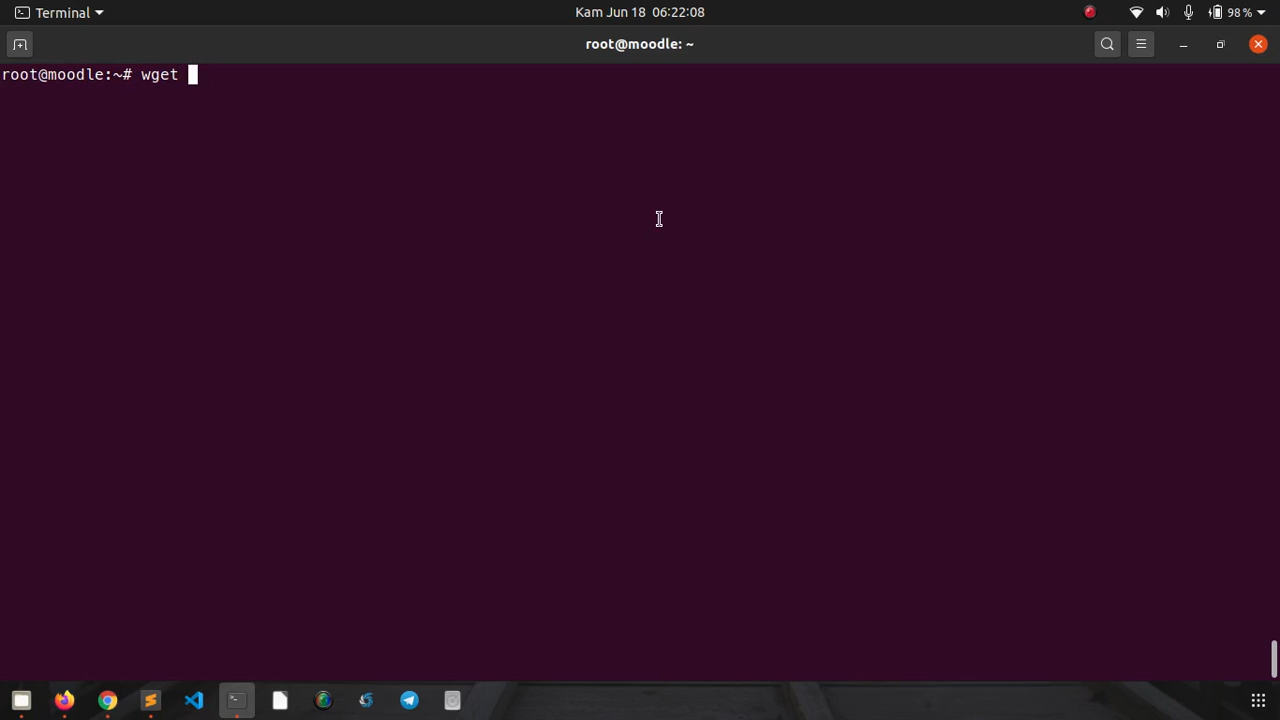 Terminal
Kam Jun 18 06:22:08
98 %
root@moodle: ~
root@moodle:~# wget